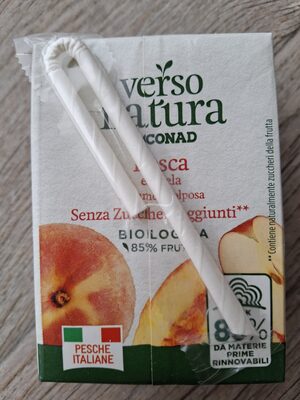 verso
natura
CONAD
Pesca
e Mela
Senza Zuccheri Aggiunti**
BIOLOGICA
85% FRUTTA
**Contiene naturalmente zuccheri della frutta
PESCHE
ITALIANE
DA MATERIE
PRIME
RINNOVABILI